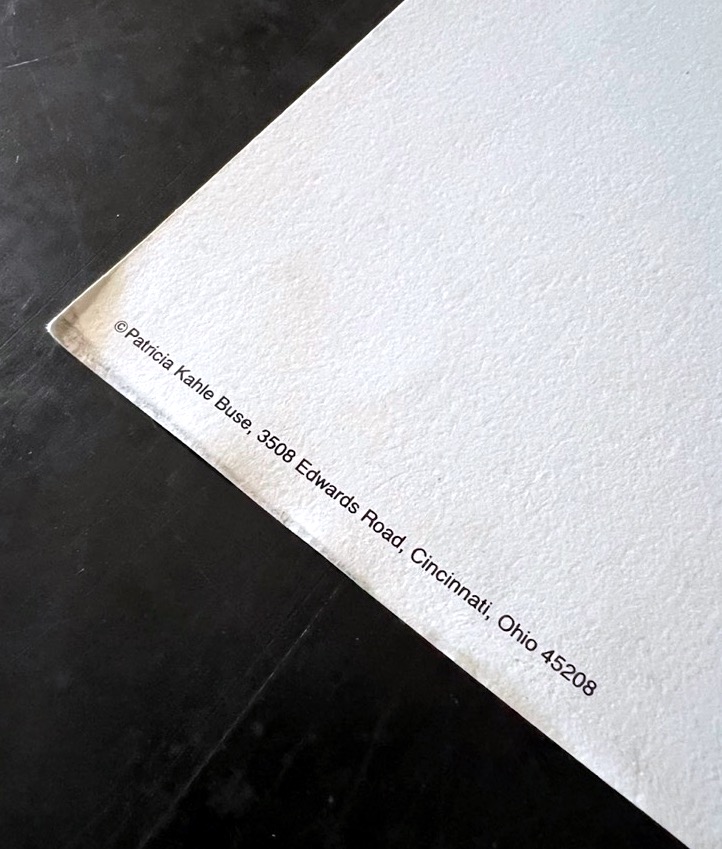 ©Patricia Kahle Buse, 3508 Edwards Road, Cincinnati, Ohio 45208